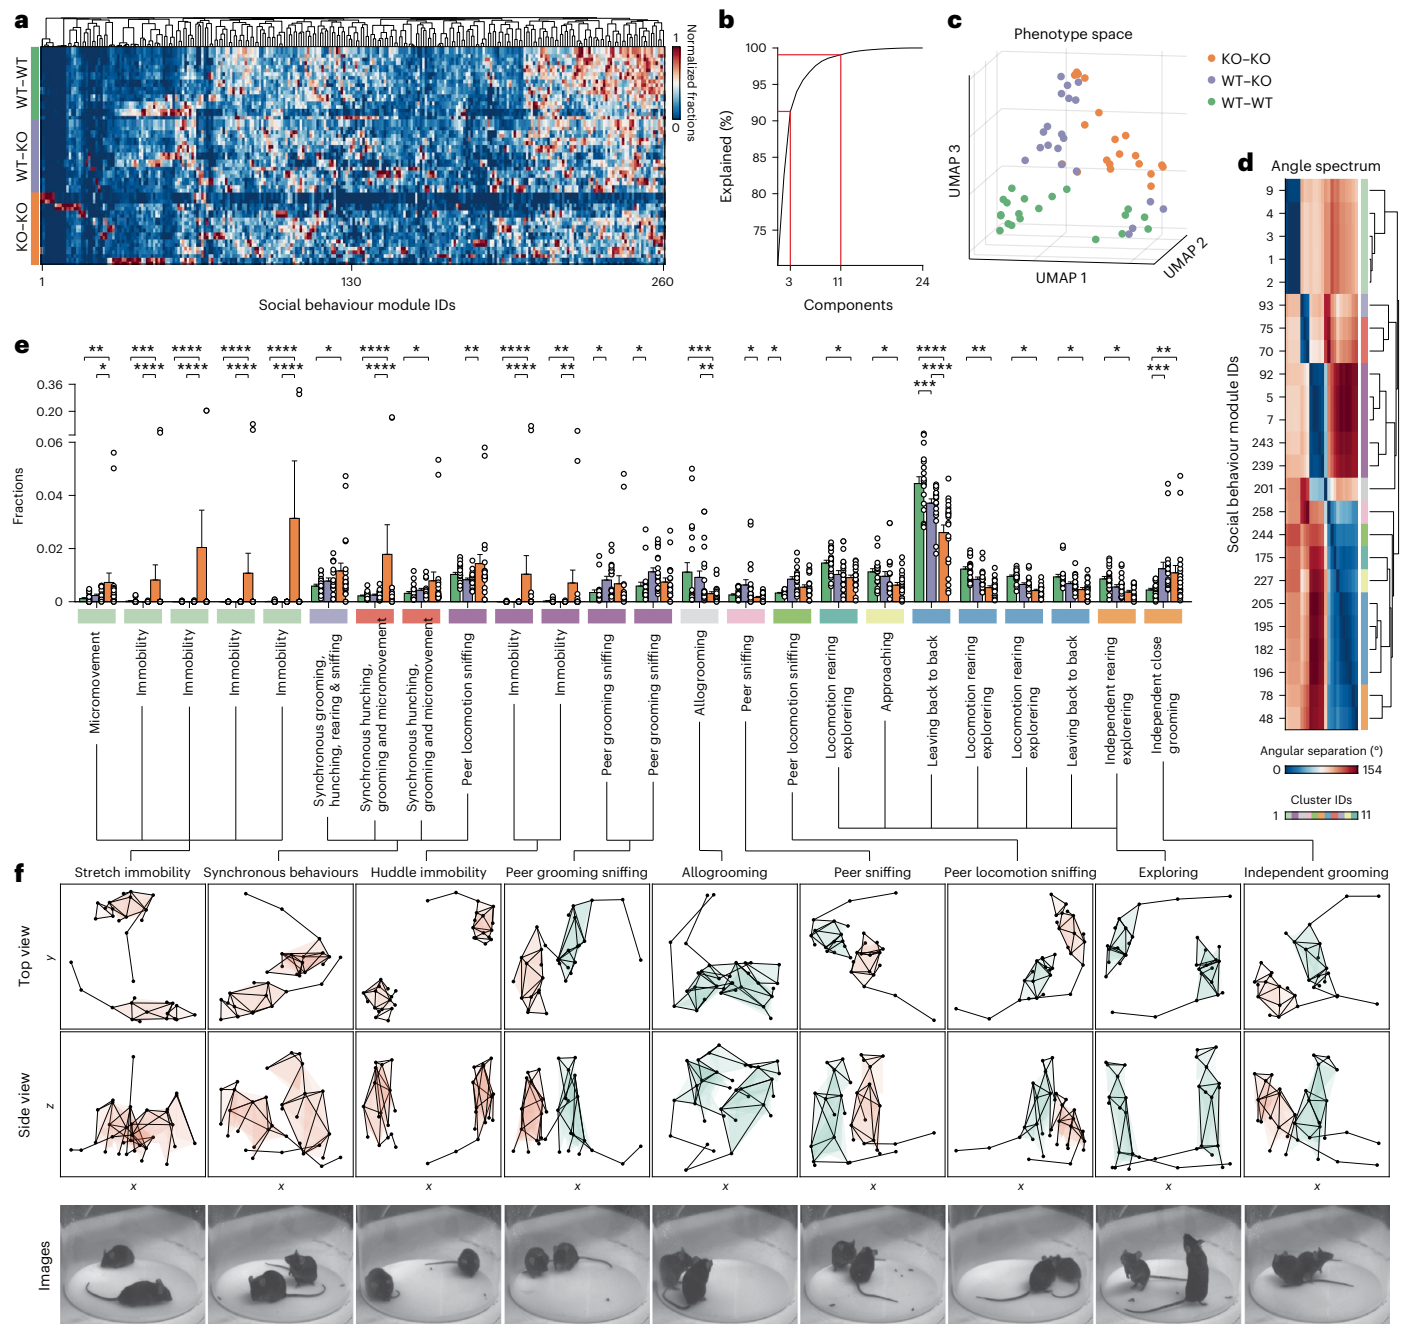 a
WT–WT
WT–KO
KO–KO
1
130
260
Social behaviour module IDs
1
0
Normalized fractions
b
100
95
90
85
80
75
Explained (%)
3
11
24
Components
c
Phenotype space
KO–KO
WT–KO
WT–WT
UMAP 3
UMAP 1
UMAP 2
d
Angle spectrum
9
4
3
1
2
93
75
70
92
5
7
243
239
201
258
244
175
227
205
195
182
196
78
48
Social behaviour module IDs
Angular separation (°)
0
154
Cluster IDs
1
11
e
** *** **** **** **** * **** * ** **** ** * * *** * * * * **** ** * * * **
* **** **** **** **** **** **** ** ** **** ***
***
0.36
0.20
0.06
0.04
0.02
0
Fractions
Micromovement
Immobility
Immobility
Immobility
Immobility
Synchronous grooming,
hunching, rearing & sniffing
Synchronous hunching,
grooming and micromovement
Synchronous hunching,
grooming and micromovement
Peer locomotion sniffing
Immobility
Immobility
Peer grooming sniffing
Peer grooming sniffing
Allogrooming
Peer sniffing
Peer locomotion sniffing
Locomotion rearing
explorering
Approaching
Leaving back to back
Locomotion rearing
explorering
Locomotion rearing
explorering
Leaving back to back
Independent rearing
explorering
Independent close
grooming
f
Stretch immobility
Synchronous behaviours
Huddle immobility
Peer grooming sniffing
Allogrooming
Peer sniffing
Peer locomotion sniffing
Exploring
Independent grooming
Top view
y
Side view
z
x
x
x
x
x
x
x
x
x
Images